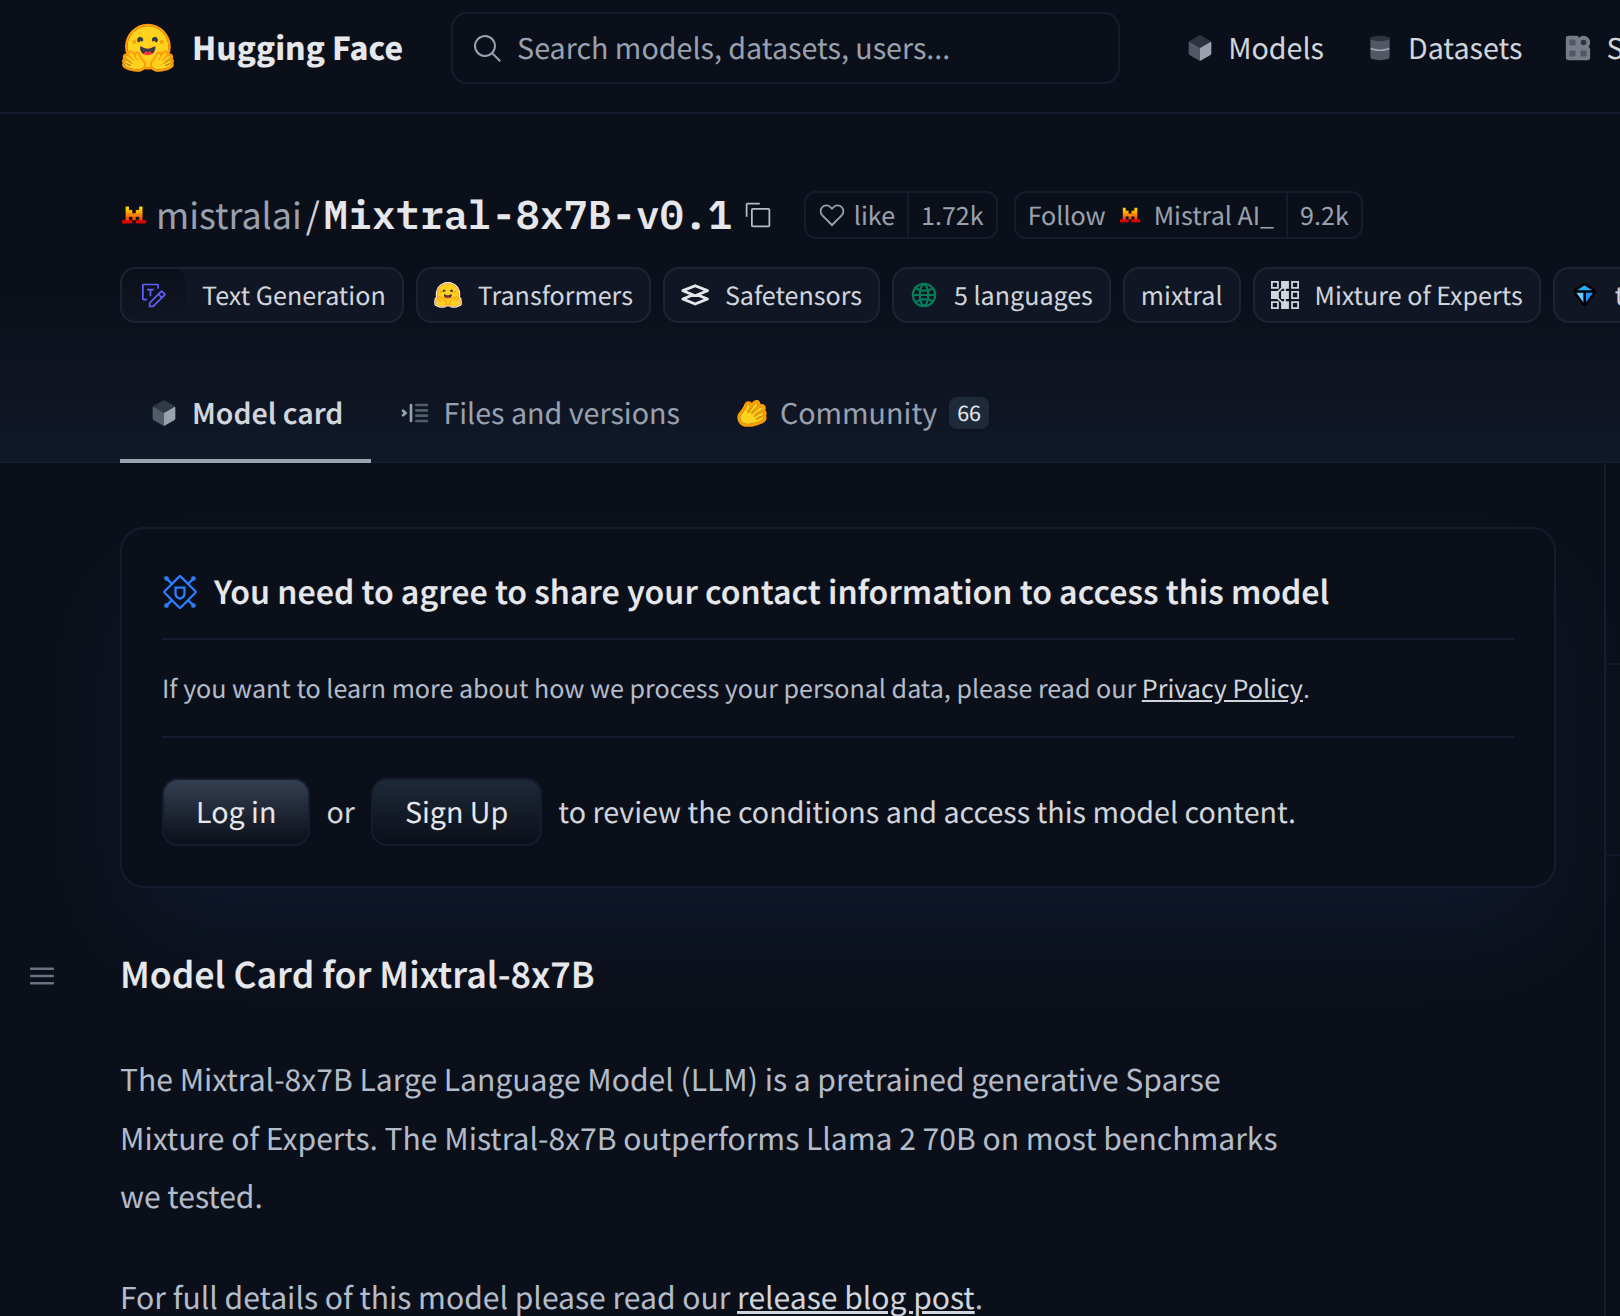 Hugging Face
Search models, datasets, users...
Models
Datasets
S
mistralai/Mixtral-8x7B-v0.1
like 1.72k
Follow Mistral AI_ 9.2k
Text Generation
Transformers
Safetensors
5 languages
mixtral
Mixture of Experts
t
Model card
Files and versions
Community 66
You need to agree to share your contact information to access this model
If you want to learn more about how we process your personal data, please read our Privacy Policy.
Log in or Sign Up to review the conditions and access this model content.
Model Card for Mixtral-8x7B
The Mixtral-8x7B Large Language Model (LLM) is a pretrained generative Sparse
Mixture of Experts. The Mistral-8x7B outperforms Llama 2 70B on most benchmarks
we tested.
For full details of this model please read our release blog post.